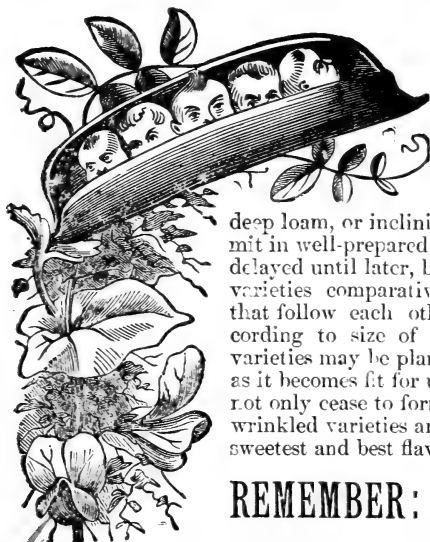 deep loam, or inclini
mit in well-prepared
delayed until later, b
varieties comparativ
that follow each oth
cording to size of
varieties may be plan
as it becomes fit for u
not only cease to form
wrinkled varieties ar
sweetest and best flav
REMEMBER: